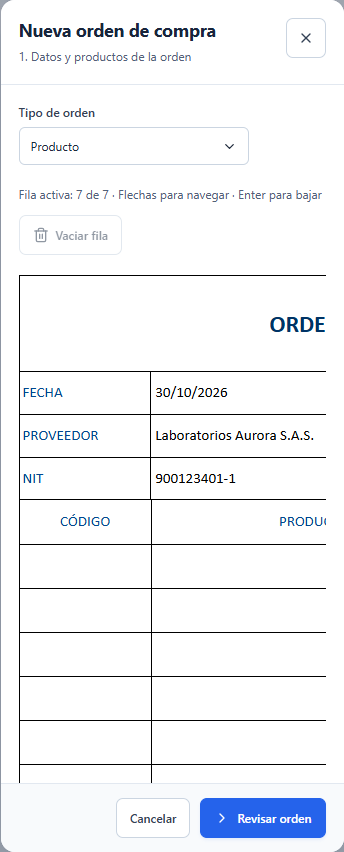 Nueva orden de compra
1. Datos y productos de la orden
Tipo de orden
Producto
Fila activa: 7 de 7 · Flechas para navegar · Enter para bajar
Vaciar fila
ORDE
FECHA 30/10/2026
PROVEEDOR Laboratorios Aurora S.A.S.
NIT 900123401-1
CÓDIGO PRODUC
Cancelar Revisar orden